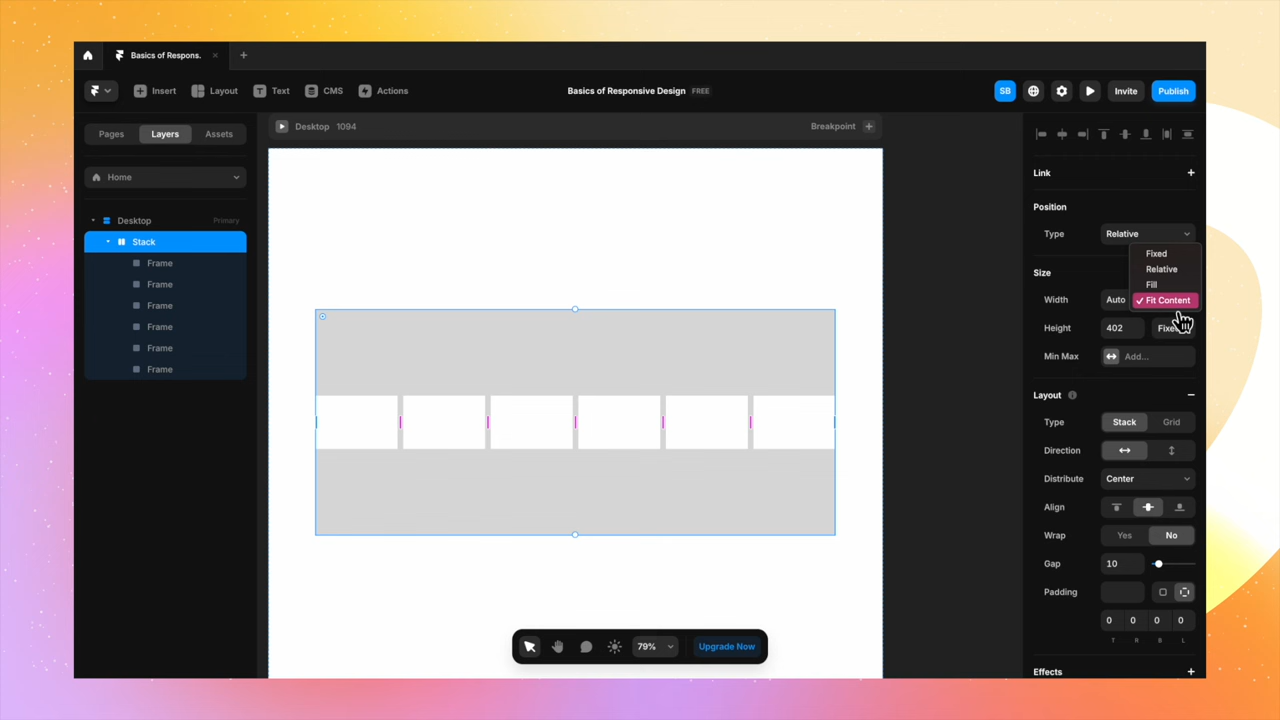 Basics of Respons.
Insert
Layout
Text
CMS
Actions
Basics of Responsive Design FREE
SB
Invite
Publish
Pages
Layers
Assets
Home
Desktop Primary
Stack
Frame
Frame
Frame
Frame
Frame
Frame
Desktop 1094
Breakpoint
79%
Upgrade Now
Link
Position
Type Relative
Fixed
Relative
Fill
Fit Content
Size
Width Auto
Height 402 Fixe
Min Max Add...
Layout
Type Stack Grid
Direction
Distribute Center
Align
Wrap Yes No
Gap 10
Padding
0 0 0 0
T R B L
Effects